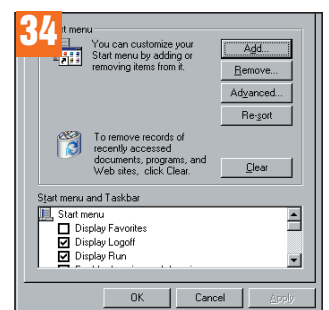 34
rt menu
You can customize your
Start menu by adding or
removing items from it.
Add...
Remove...
Advanced...
Re-sort
To remove records of
recently accessed
documents, programs, and
Web sites, click Clear.
Clear
Start menu and Taskbar
Start menu
Display Favorites
Display Logoff
Display Run
OK
Cancel
Apply